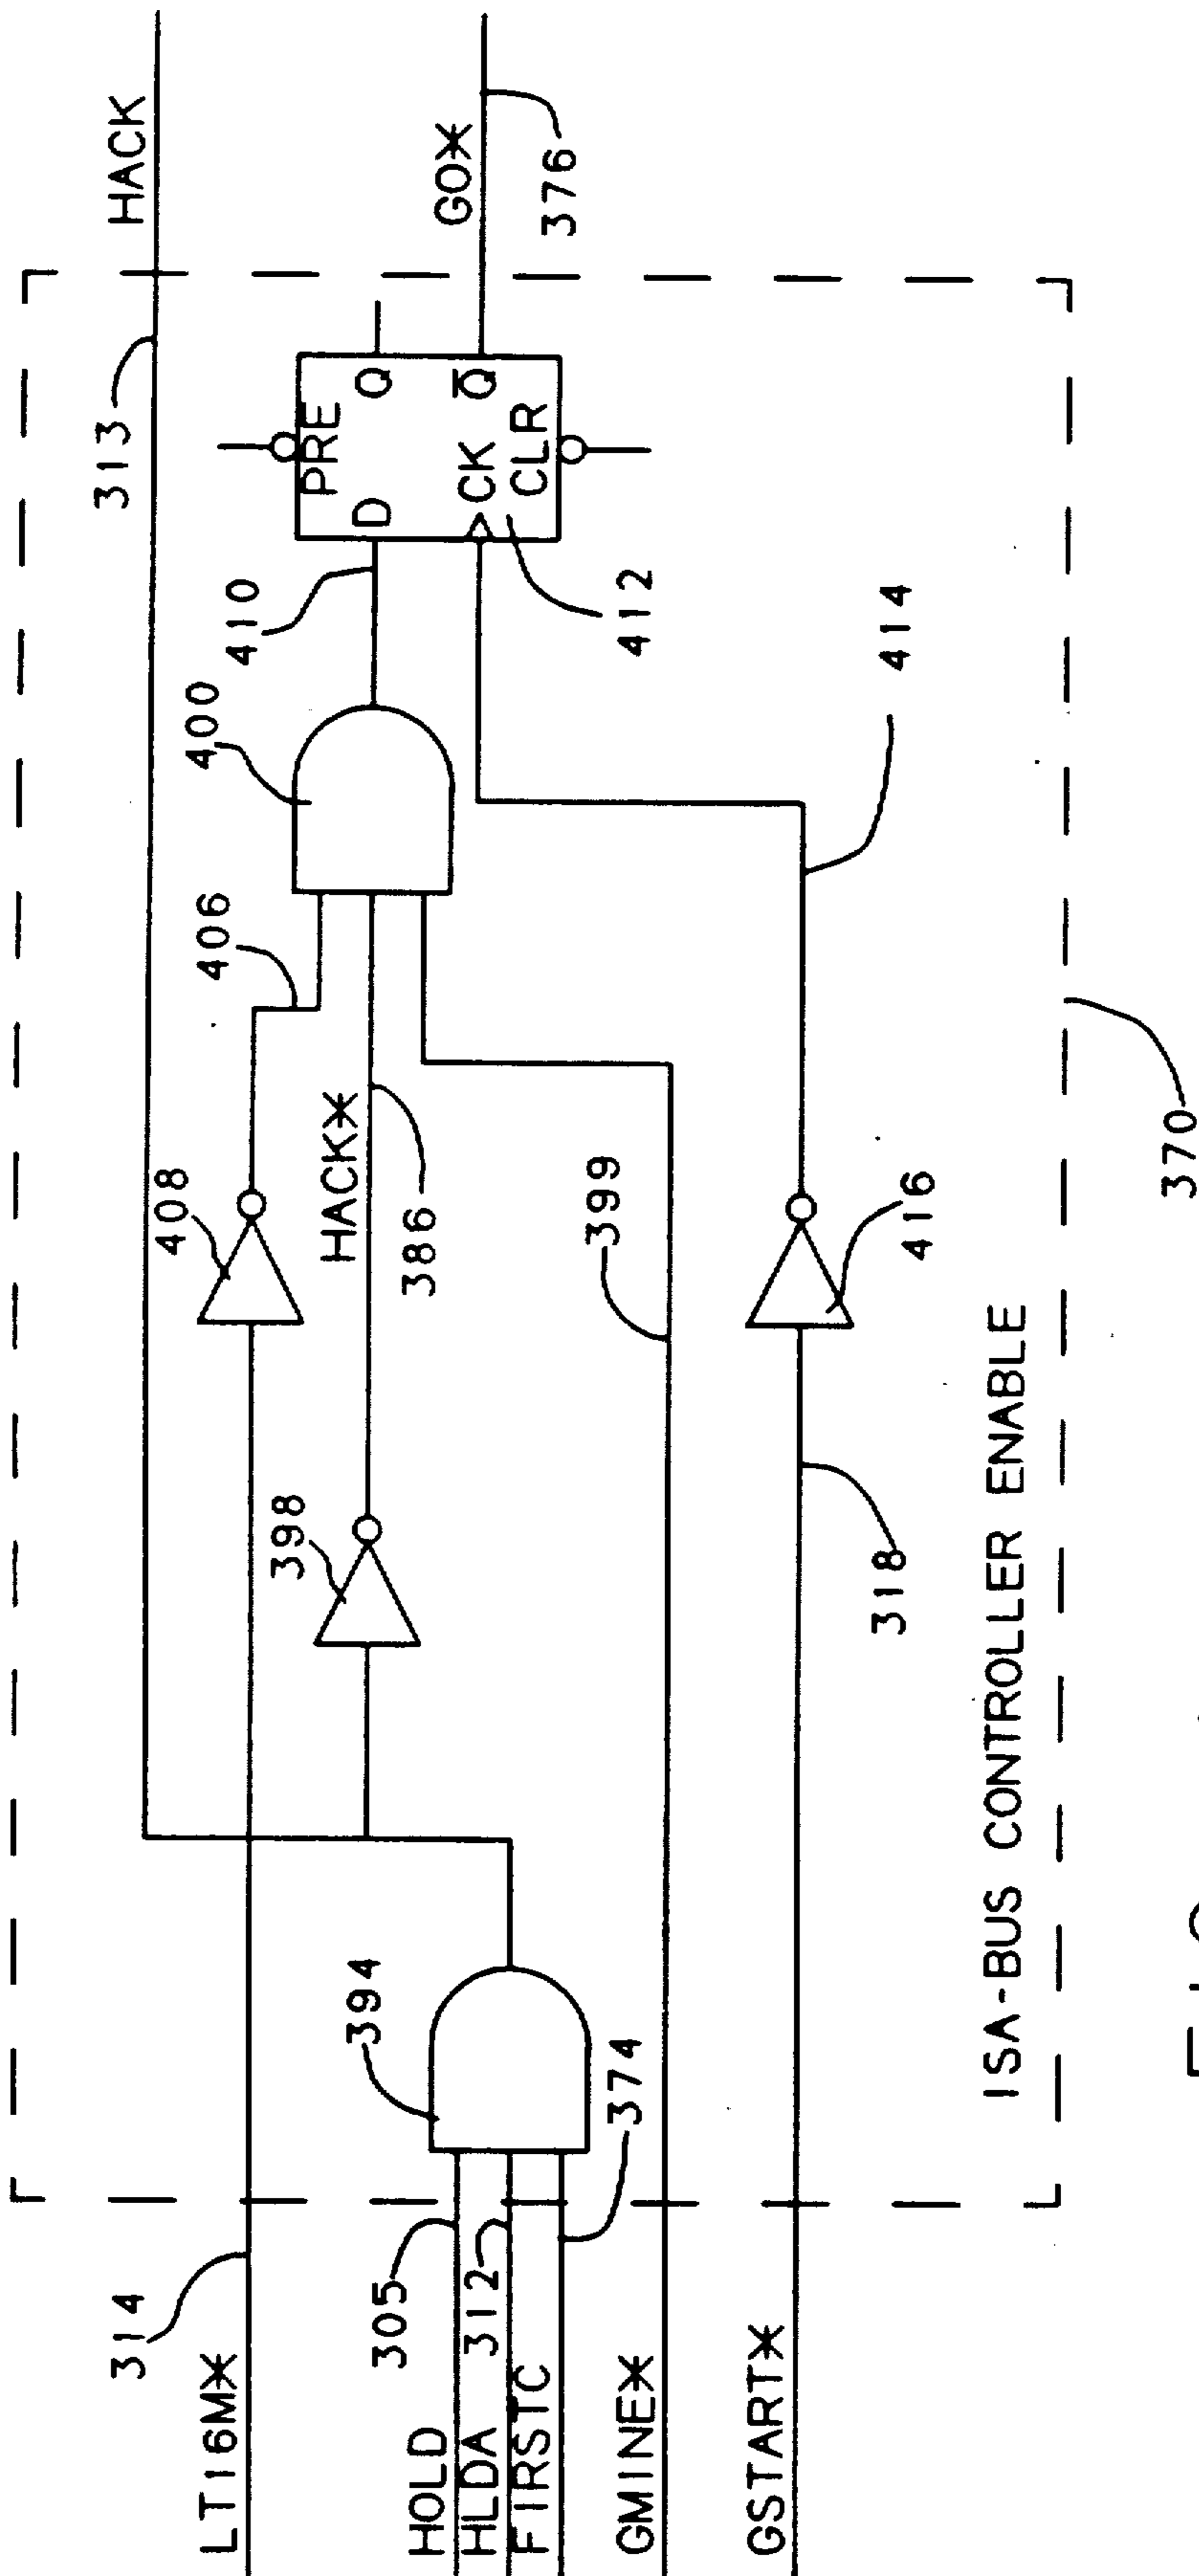 HACK
313
GO✳
376
PRE
D
Q
CK
Q̅
CLR
410
412
400
414
406
408
HACK✳
386
399
416
398
318
394
374
314
LT16M✳
305
HOLD
312
HLDA
FIRSTC
GMINE✳
GSTART✳
ISA-BUS CONTROLLER ENABLE
370